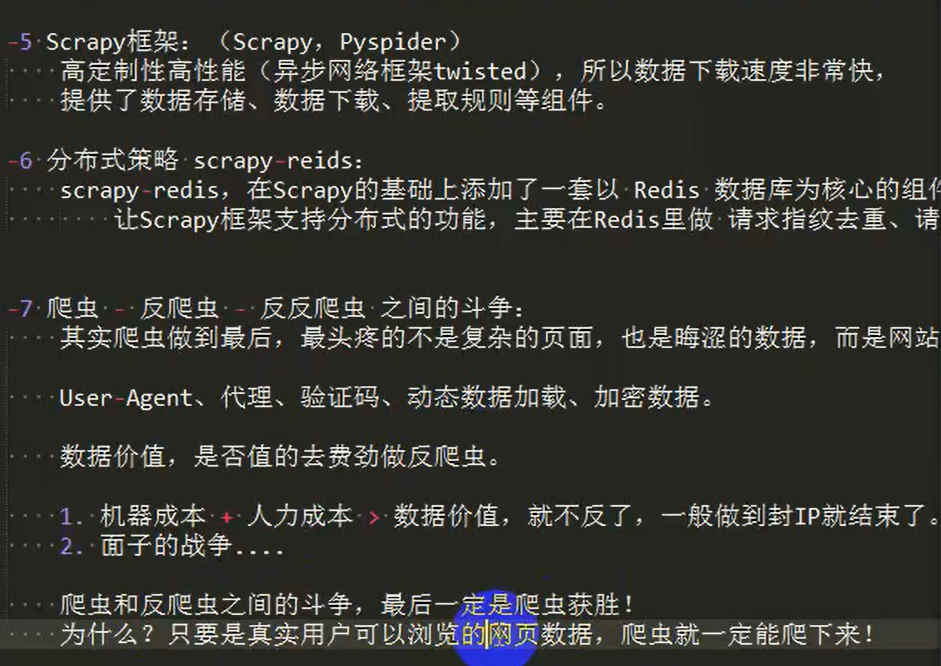 -5 Scrapy框架：（Scrapy，Pyspider）
高定制性高性能（异步网络框架twisted），所以数据下载速度非常快，
提供了数据存储、数据下载、提取规则等组件。
-6 分布式策略 scrapy-reids：
scrapy-redis，在Scrapy的基础上添加了一套以 Redis 数据库为核心的组件
让Scrapy框架支持分布式的功能，主要在Redis里做 请求指纹去重、请
-7 爬虫 - 反爬虫 - 反反爬虫 之间的斗争：
其实爬虫做到最后，最头疼的不是复杂的页面，也是晦涩的数据，而是网站
User-Agent、代理、验证码、动态数据加载、加密数据。
数据价值，是否值的去费劲做反爬虫。
1. 机器成本 + 人力成本 > 数据价值，就不反了，一般做到封IP就结束了。
2. 面子的战争....
爬虫和反爬虫之间的斗争，最后一定是爬虫获胜！
为什么？只要是真实用户可以浏览的网页数据，爬虫就一定能爬下来！